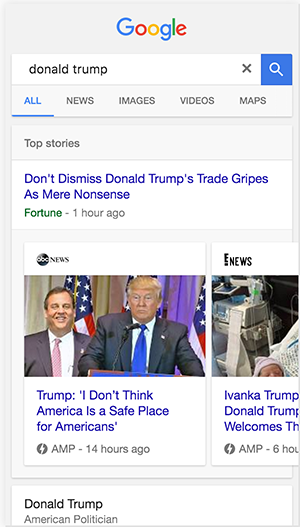 Google
donald trump
ALL NEWS IMAGES VIDEOS MAPS
Top stories
Don't Dismiss Donald Trump's Trade Gripes
As Mere Nonsense
Fortune - 1 hour ago
abc NEWS
Trump: 'I Don't Think
America Is a Safe Place
for Americans'
AMP - 14 hours ago
E! NEWS
Ivanka Trump
Donald Trump
Welcomes Th
AMP - 6 hou
Donald Trump
American Politician